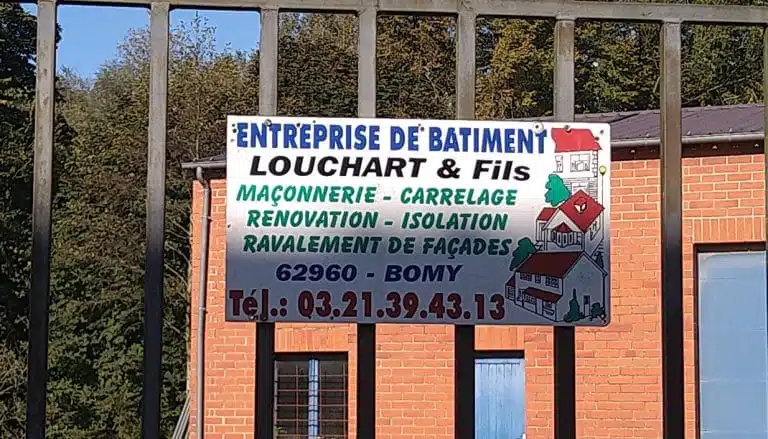 ENTREPRISE DE BATIMENT
LOUCHART & Fils
MAÇONNERIE - CARRELAGE
RENOVATION - ISOLATION
RAVALEMENT DE FAÇADES
62960 - BOMY
Tél.: 03.21.39.43.13